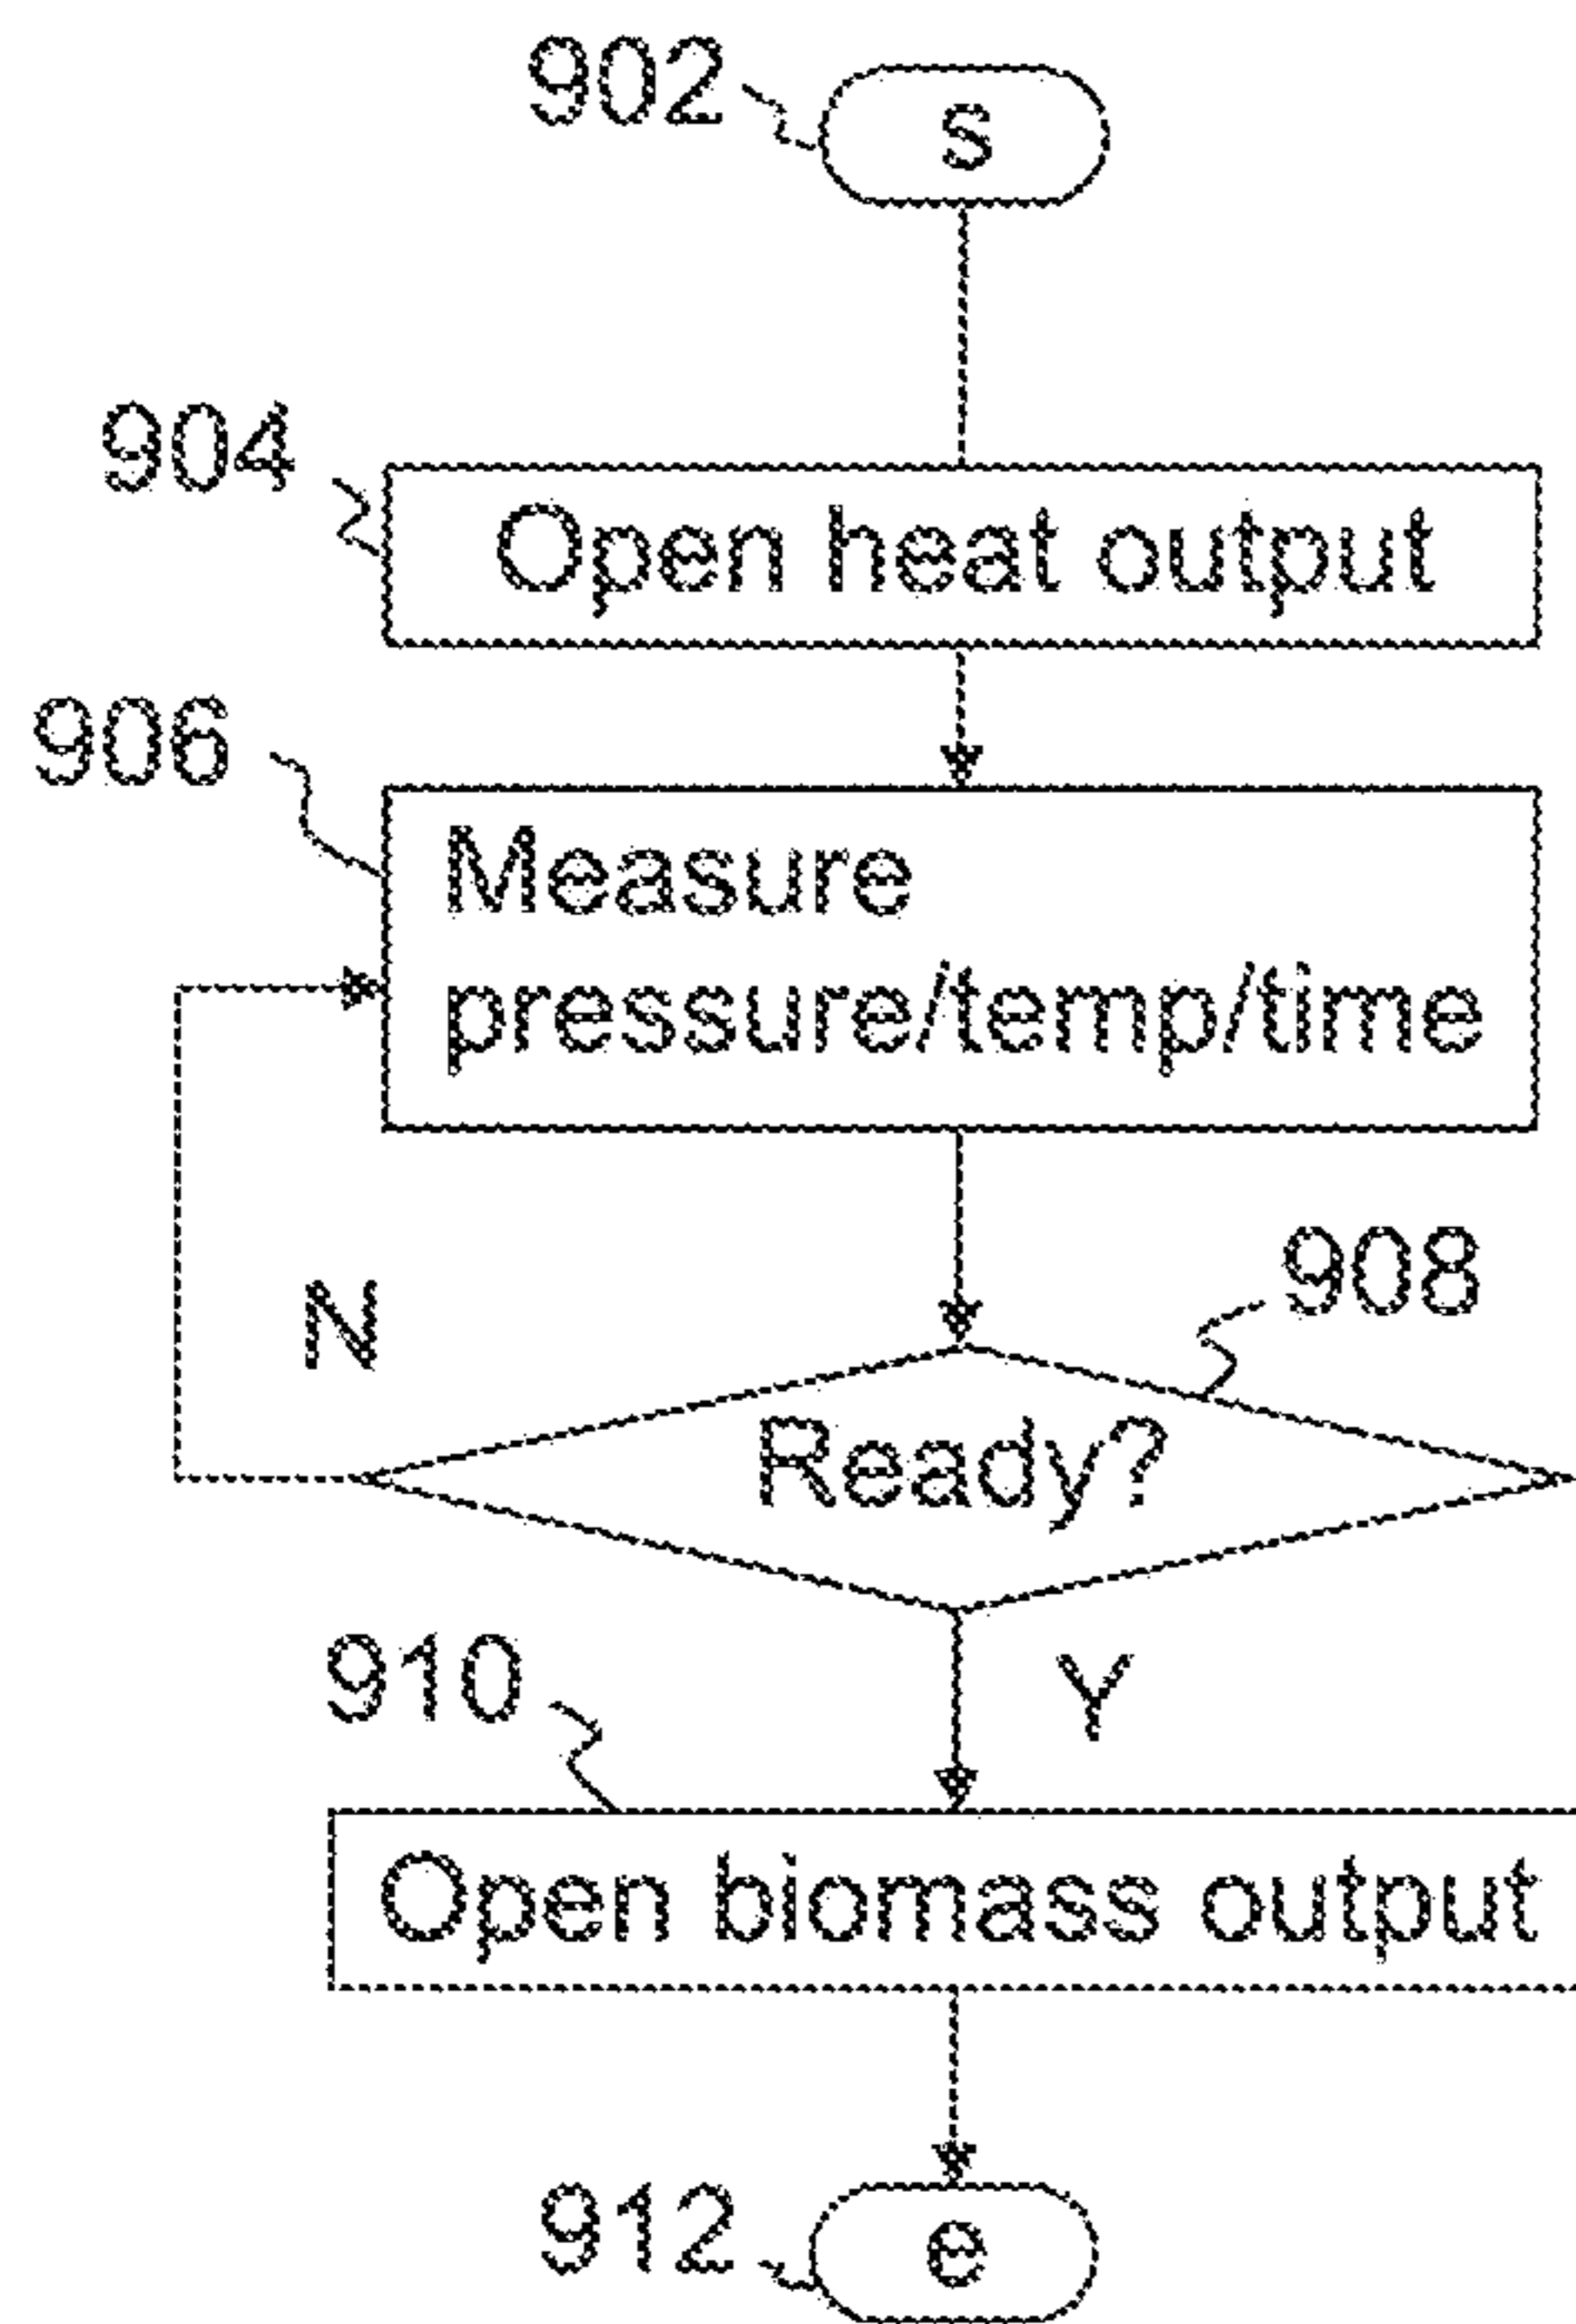 902
s
904
Open heat output
906
Measure
pressure/temp/time
N
908
Ready?
910
Y
Open biomass output
912
e